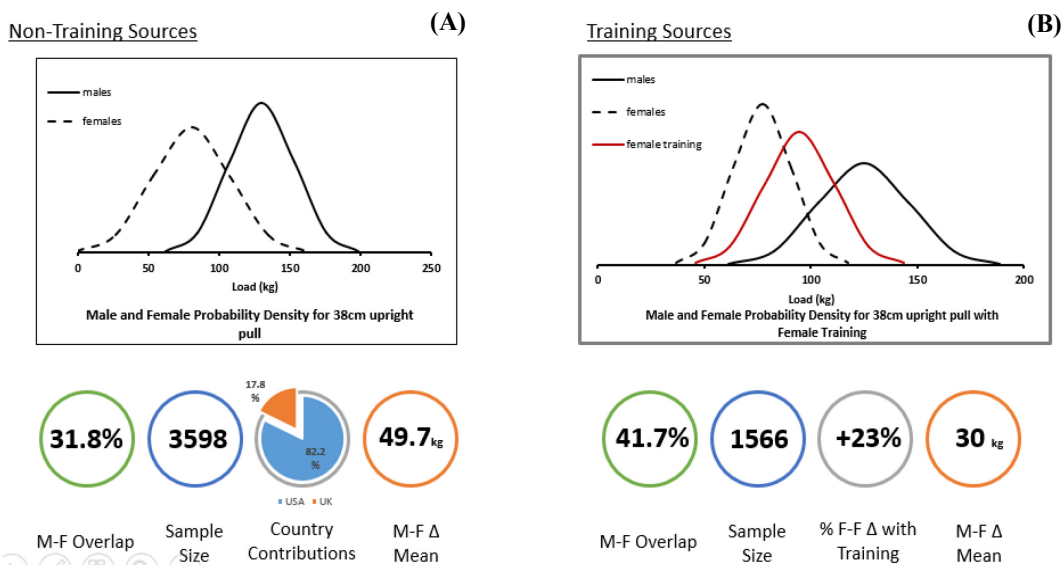 Non-Training Sources
(A)
males
females
0
50
100
150
200
250
Load (kg)
Male and Female Probability Density for 38cm upright
pull
31.8%
3598
17.8
%
82.2
%
USA
UK
49.7 kg
M-F Overlap
Sample
Size
Country
Contributions
M-F Δ
Mean
Training Sources
(B)
males
females
female training
0
50
100
150
200
Load (kg)
Male and Female Probability Density for 38cm upright pull with
Female Training
41.7%
1566
+23%
30 kg
M-F Overlap
Sample
Size
% F-F Δ with
Training
M-F Δ
Mean